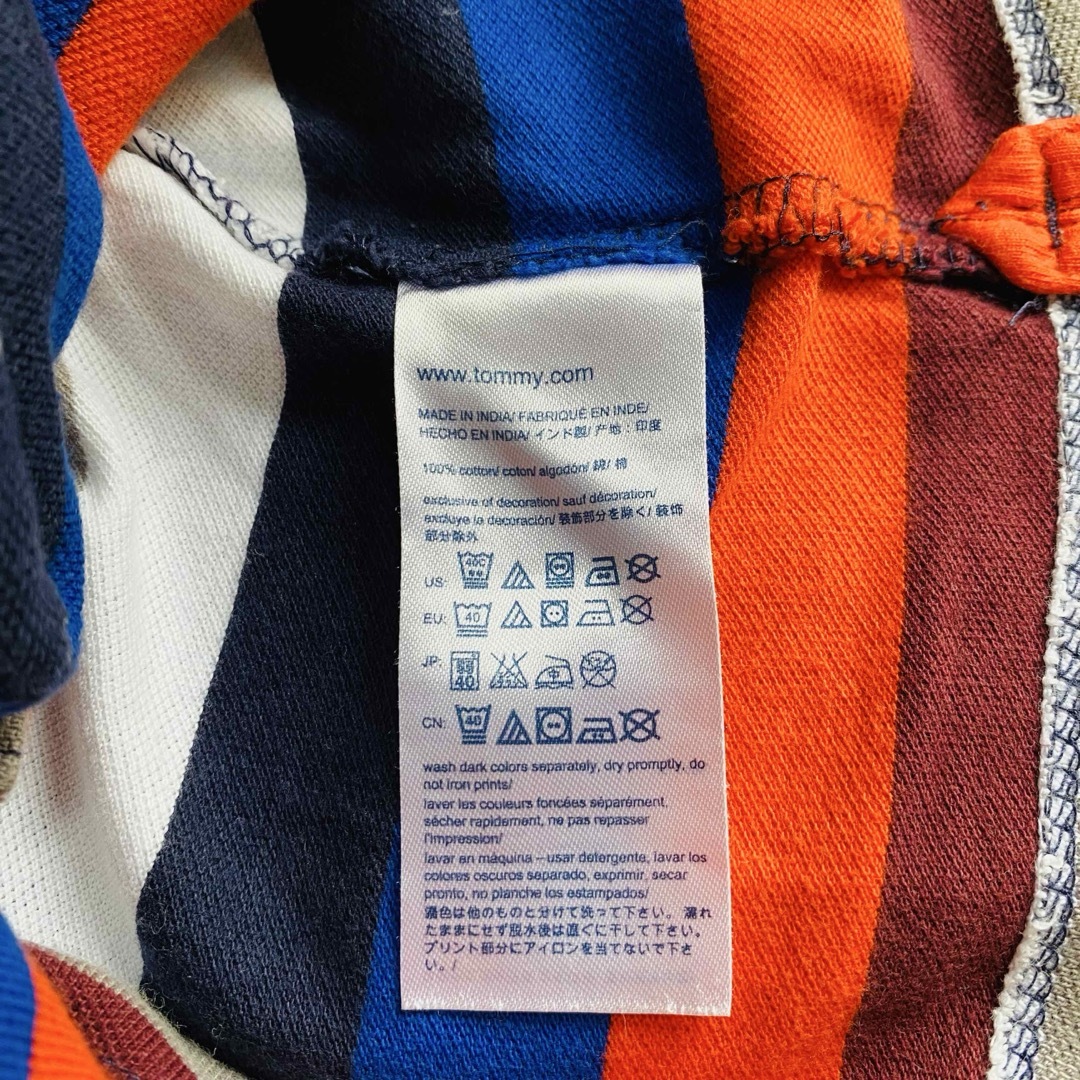 www.tommy.com
MADE IN INDIA/ FABRIQUÉ EN INDE/
HECHO EN INDIA/ インド製/ 产地：印度
100% cotton/ coton/ algodón/ 綿/ 棉
exclusive of decoration/ sauf décoration/
excluye la decoración/ 装飾部分を除く/ 装饰
部分除外
US: 40C
EU: 40
JP: 40 中
CN: 40
wash dark colors separately, dry promptly, do
not iron prints/
laver les couleurs foncées séparément,
sécher rapidement, ne pas repasser
l'impression/
lavar en máquina – usar detergente, lavar los
colores oscuros separado, exprimir, secar
pronto, no planche los estampados/
濃色は他のものと分けて洗って下さい。濡れ
たままにせず脱水後は直ぐに干して下さい。
プリント部分にアイロンを当てないで下さ
い。/